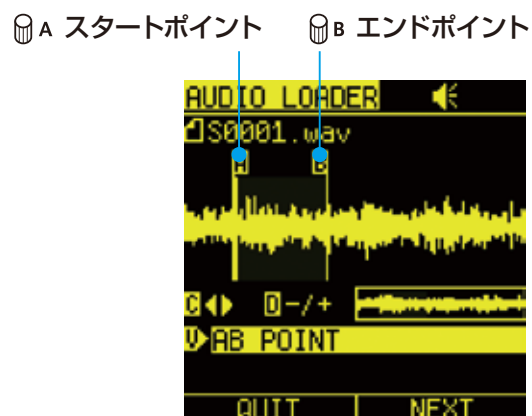 A スタートポイント
B エンドポイント
AUDIO LOADER
S0001.wav
A B
C D-/+
V AB POINT
QUIT NEXT